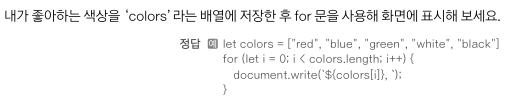 내가 좋아하는 색상을 ‘colors’라는 배열에 저장한 후 for 문을 사용해 화면에 표시해 보세요.
정답 예 let colors = ["red", "blue", "green", "white", "black"]
for (let i = 0; i < colors.length; i++) {
document.write(`${colors[i]}, `);
}